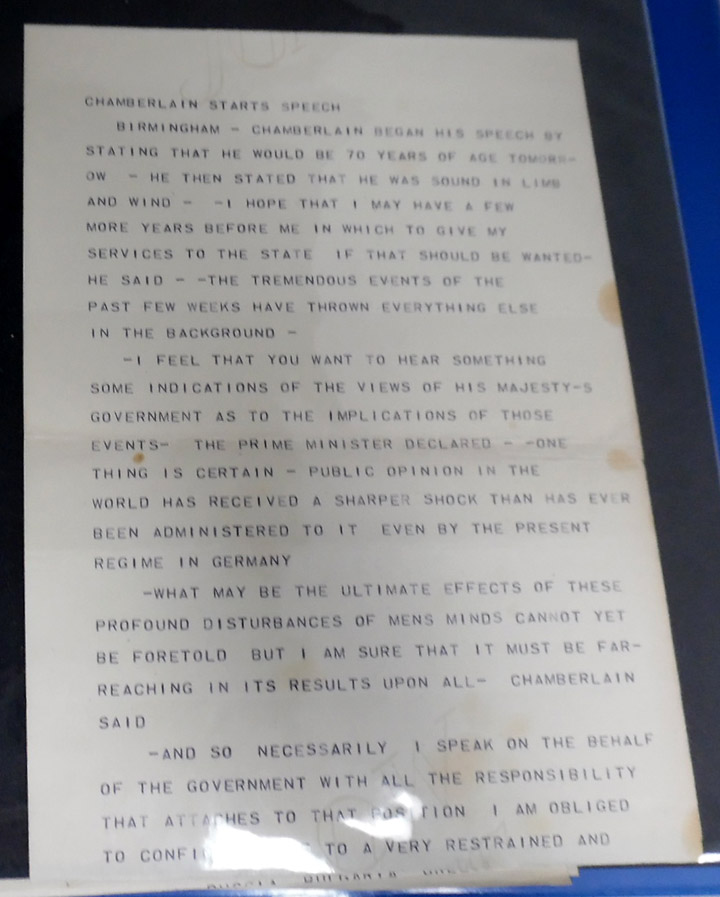 CHAMBERLAIN STARTS SPEECH
BIRMINGHAM - CHAMBERLAIN BEGAN HIS SPEECH BY
STATING THAT HE WOULD BE 70 YEARS OF AGE TOMORR-
OW - HE THEN STATED THAT HE WAS SOUND IN LIMB
AND WIND - -I HOPE THAT I MAY HAVE A FEW
MORE YEARS BEFORE ME IN WHICH TO GIVE MY
SERVICES TO THE STATE IF THAT SHOULD BE WANTED-
HE SAID - -THE TREMENDOUS EVENTS OF THE
PAST FEW WEEKS HAVE THROWN EVERYTHING ELSE
IN THE BACKGROUND -
-I FEEL THAT YOU WANT TO HEAR SOMETHING
SOME INDICATIONS OF THE VIEWS OF HIS MAJESTY-S
GOVERNMENT AS TO THE IMPLICATIONS OF THOSE
EVENTS- THE PRIME MINISTER DECLARED - -ONE
THING IS CERTAIN - PUBLIC OPINION IN THE
WORLD HAS RECEIVED A SHARPER SHOCK THAN HAS EVER
BEEN ADMINISTERED TO IT EVEN BY THE PRESENT
REGIME IN GERMANY
-WHAT MAY BE THE ULTIMATE EFFECTS OF THESE
PROFOUND DISTURBANCES OF MENS MINDS CANNOT YET
BE FORETOLD BUT I AM SURE THAT IT MUST BE FAR-
REACHING IN ITS RESULTS UPON ALL- CHAMBERLAIN
SAID
-AND SO NECESSARILY I SPEAK ON THE BEHALF
OF THE GOVERNMENT WITH ALL THE RESPONSIBILITY
THAT ATTACHES TO THAT POSITION I AM OBLIGED
TO TO A VERY RESTRAINED AND